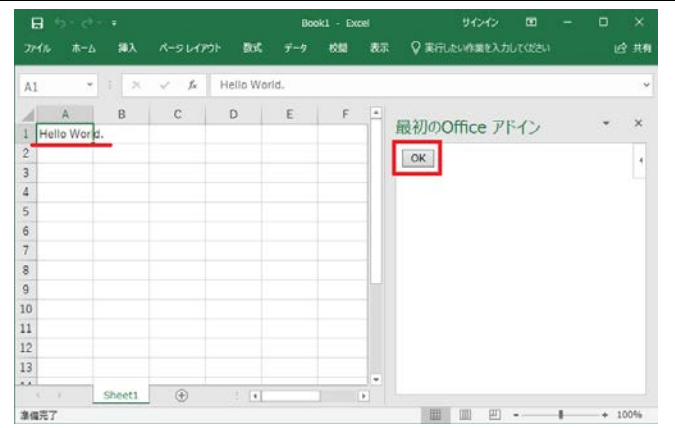 Book1 - Excel
サインイン
ファイル ホーム 挿入 ページ レイアウト 数式 データ 校閲 表示 実行したい作業を入力してください 共有
A1 fx Hello World.
A B C D E F
1 Hello World.
2
3
4
5
6
7
8
9
10
11
12
13
最初のOffice アドイン
OK
Sheet1
準備完了
100%